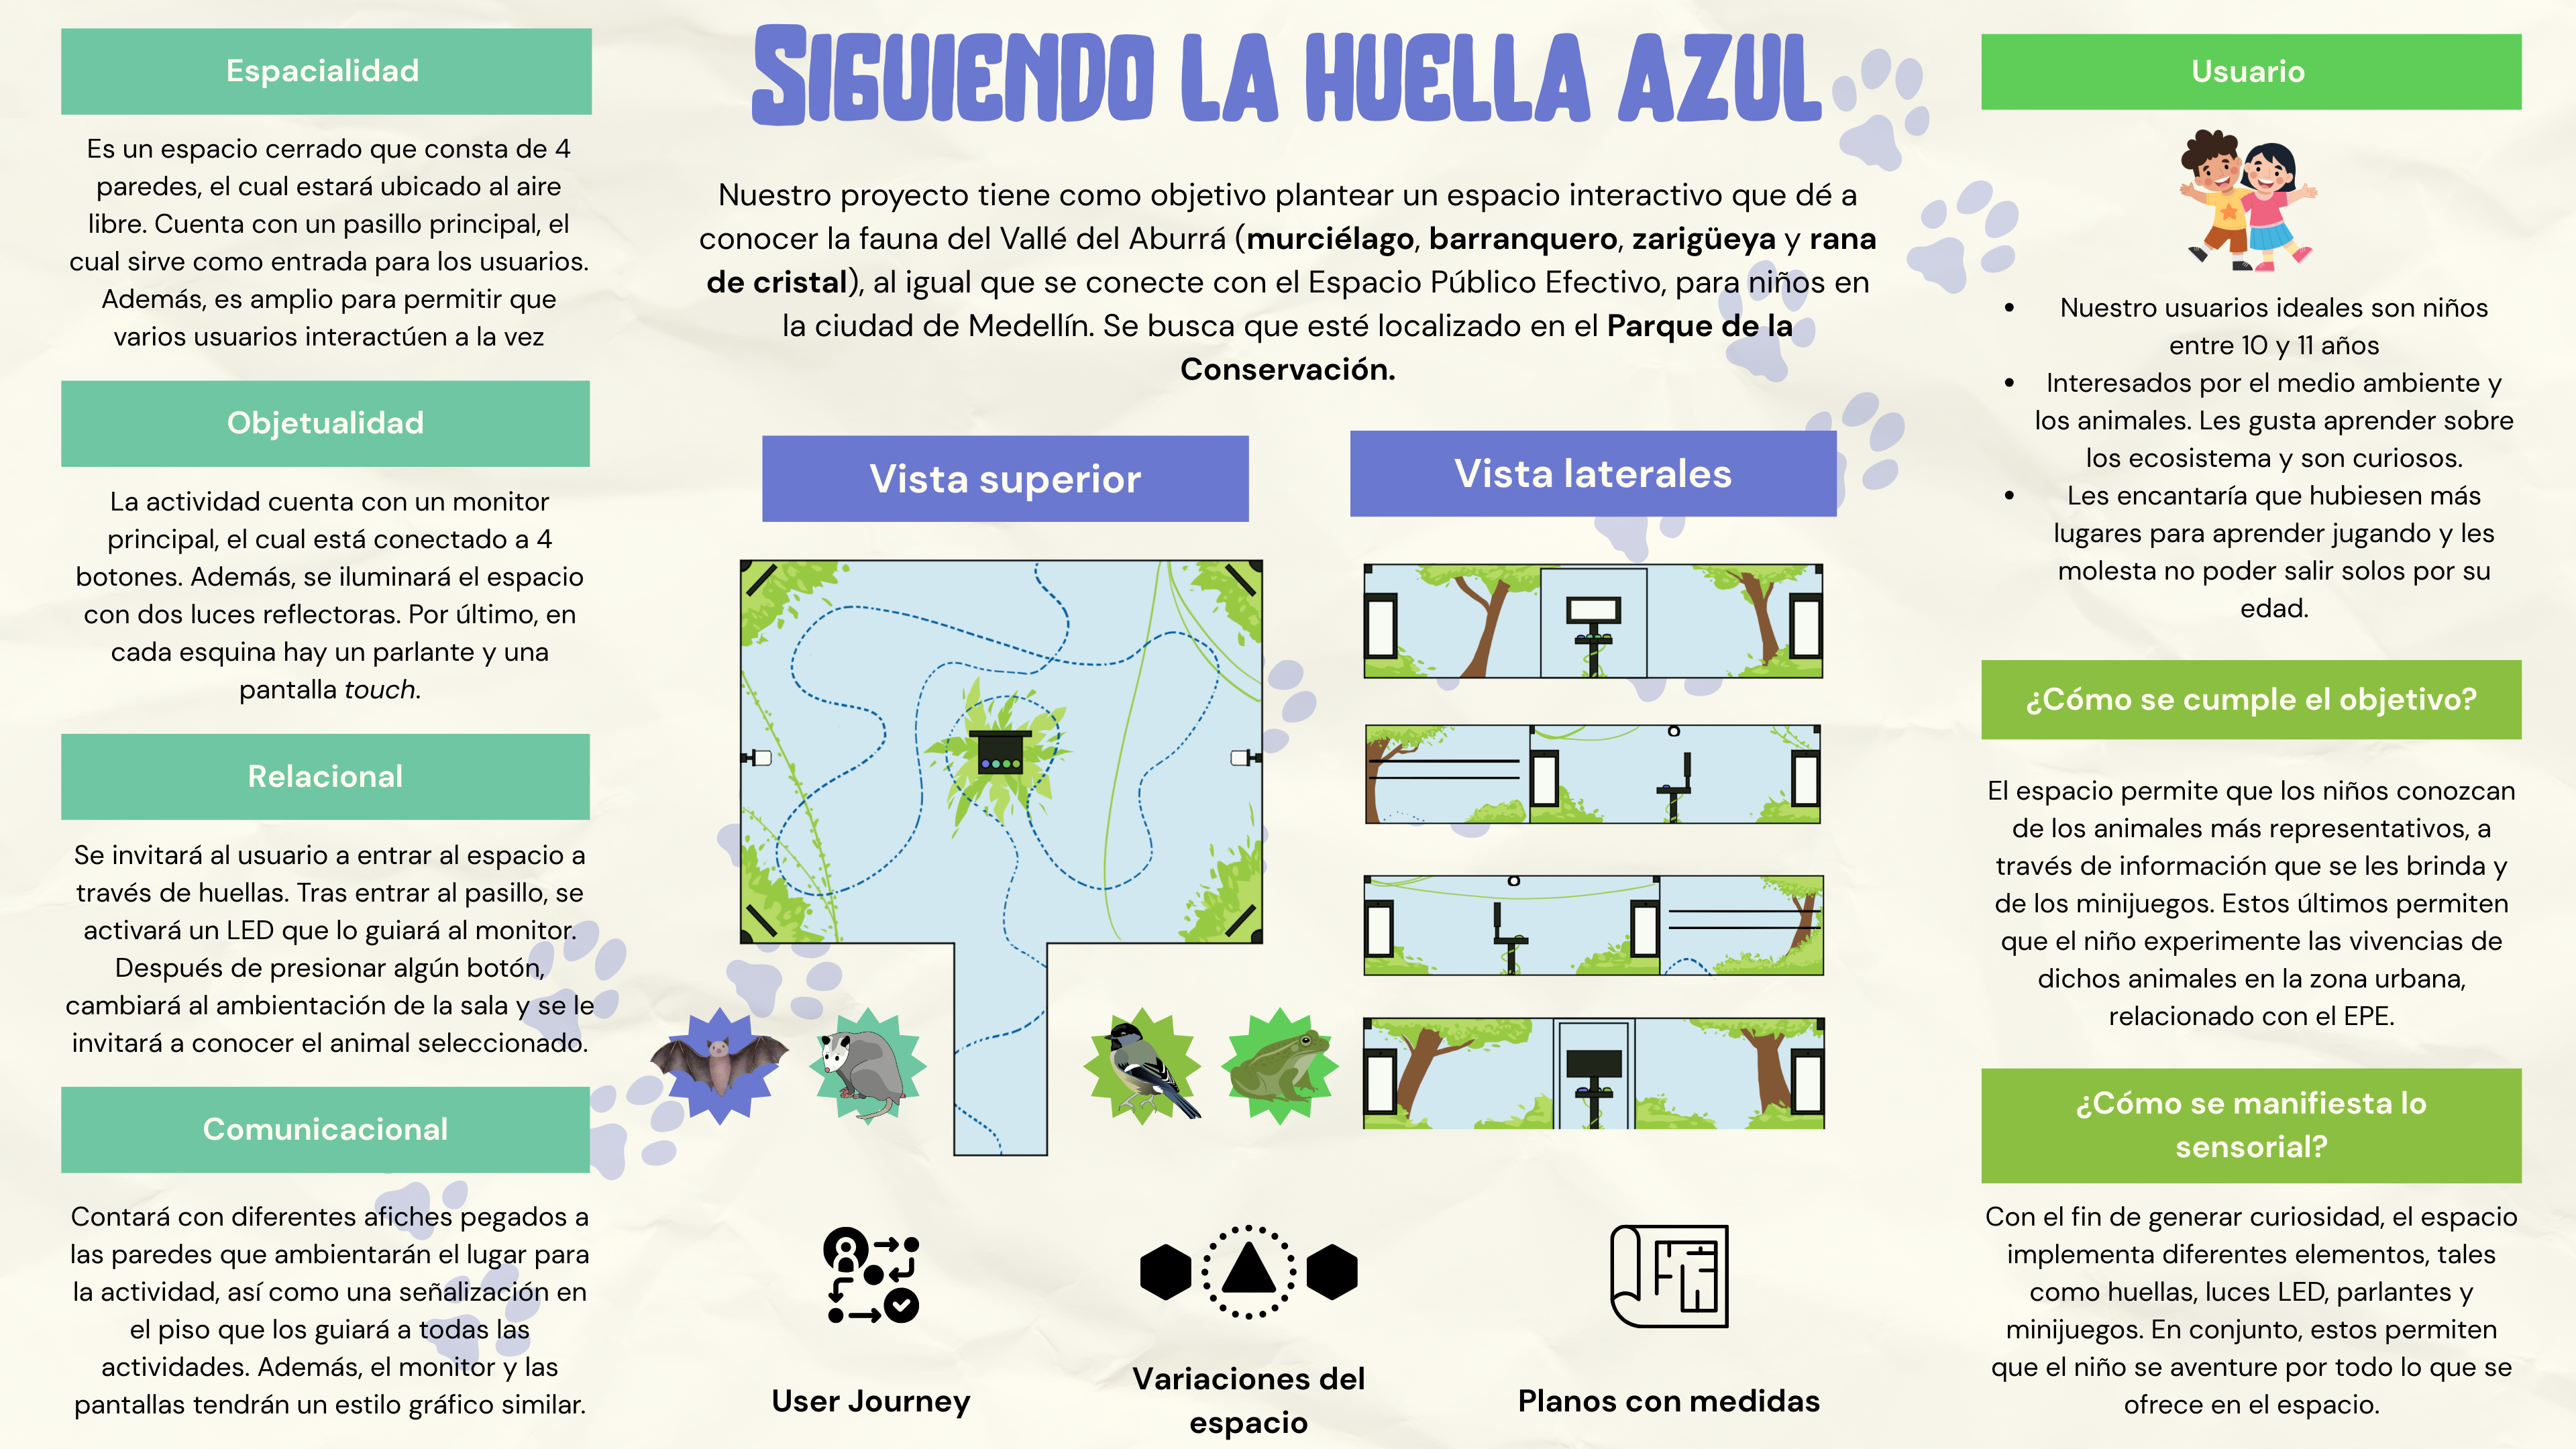 Siguiendo la huella azul
Nuestro proyecto tiene como objetivo plantear un espacio interactivo que dé a
conocer la fauna del Vallé del Aburrá (murciélago, barranquero, zarigüeya y rana
de cristal), al igual que se conecte con el Espacio Público Efectivo, para niños en
la ciudad de Medellín. Se busca que esté localizado en el Parque de la
Conservación.
Espacialidad
Es un espacio cerrado que consta de 4
paredes, el cual estará ubicado al aire
libre. Cuenta con un pasillo principal, el
cual sirve como entrada para los usuarios.
Además, es amplio para permitir que
varios usuarios interactúen a la vez
Objetualidad
La actividad cuenta con un monitor
principal, el cual está conectado a 4
botones. Además, se iluminará el espacio
con dos luces reflectoras. Por último, en
cada esquina hay un parlante y una
pantalla touch.
Relacional
Se invitará al usuario a entrar al espacio a
través de huellas. Tras entrar al pasillo, se
activará un LED que lo guiará al monitor.
Después de presionar algún botón,
cambiará al ambientación de la sala y se le
invitará a conocer el animal seleccionado.
Comunicacional
Contará con diferentes afiches pegados a
las paredes que ambientarán el lugar para
la actividad, así como una señalización en
el piso que los guiará a todas las
actividades. Además, el monitor y las
pantallas tendrán un estilo gráfico similar.
Vista superior
Vista laterales
User Journey
Variaciones del
espacio
Planos con medidas
Usuario
• Nuestro usuarios ideales son niños
entre 10 y 11 años
• Interesados por el medio ambiente y
los animales. Les gusta aprender sobre
los ecosistema y son curiosos.
• Les encantaría que hubiesen más
lugares para aprender jugando y les
molesta no poder salir solos por su
edad.
¿Cómo se cumple el objetivo?
El espacio permite que los niños conozcan
de los animales más representativos, a
través de información que se les brinda y
de los minijuegos. Estos últimos permiten
que el niño experimente las vivencias de
dichos animales en la zona urbana,
relacionado con el EPE.
¿Cómo se manifiesta lo
sensorial?
Con el fin de generar curiosidad, el espacio
implementa diferentes elementos, tales
como huellas, luces LED, parlantes y
minijuegos. En conjunto, estos permiten
que el niño se aventure por todo lo que se
ofrece en el espacio.